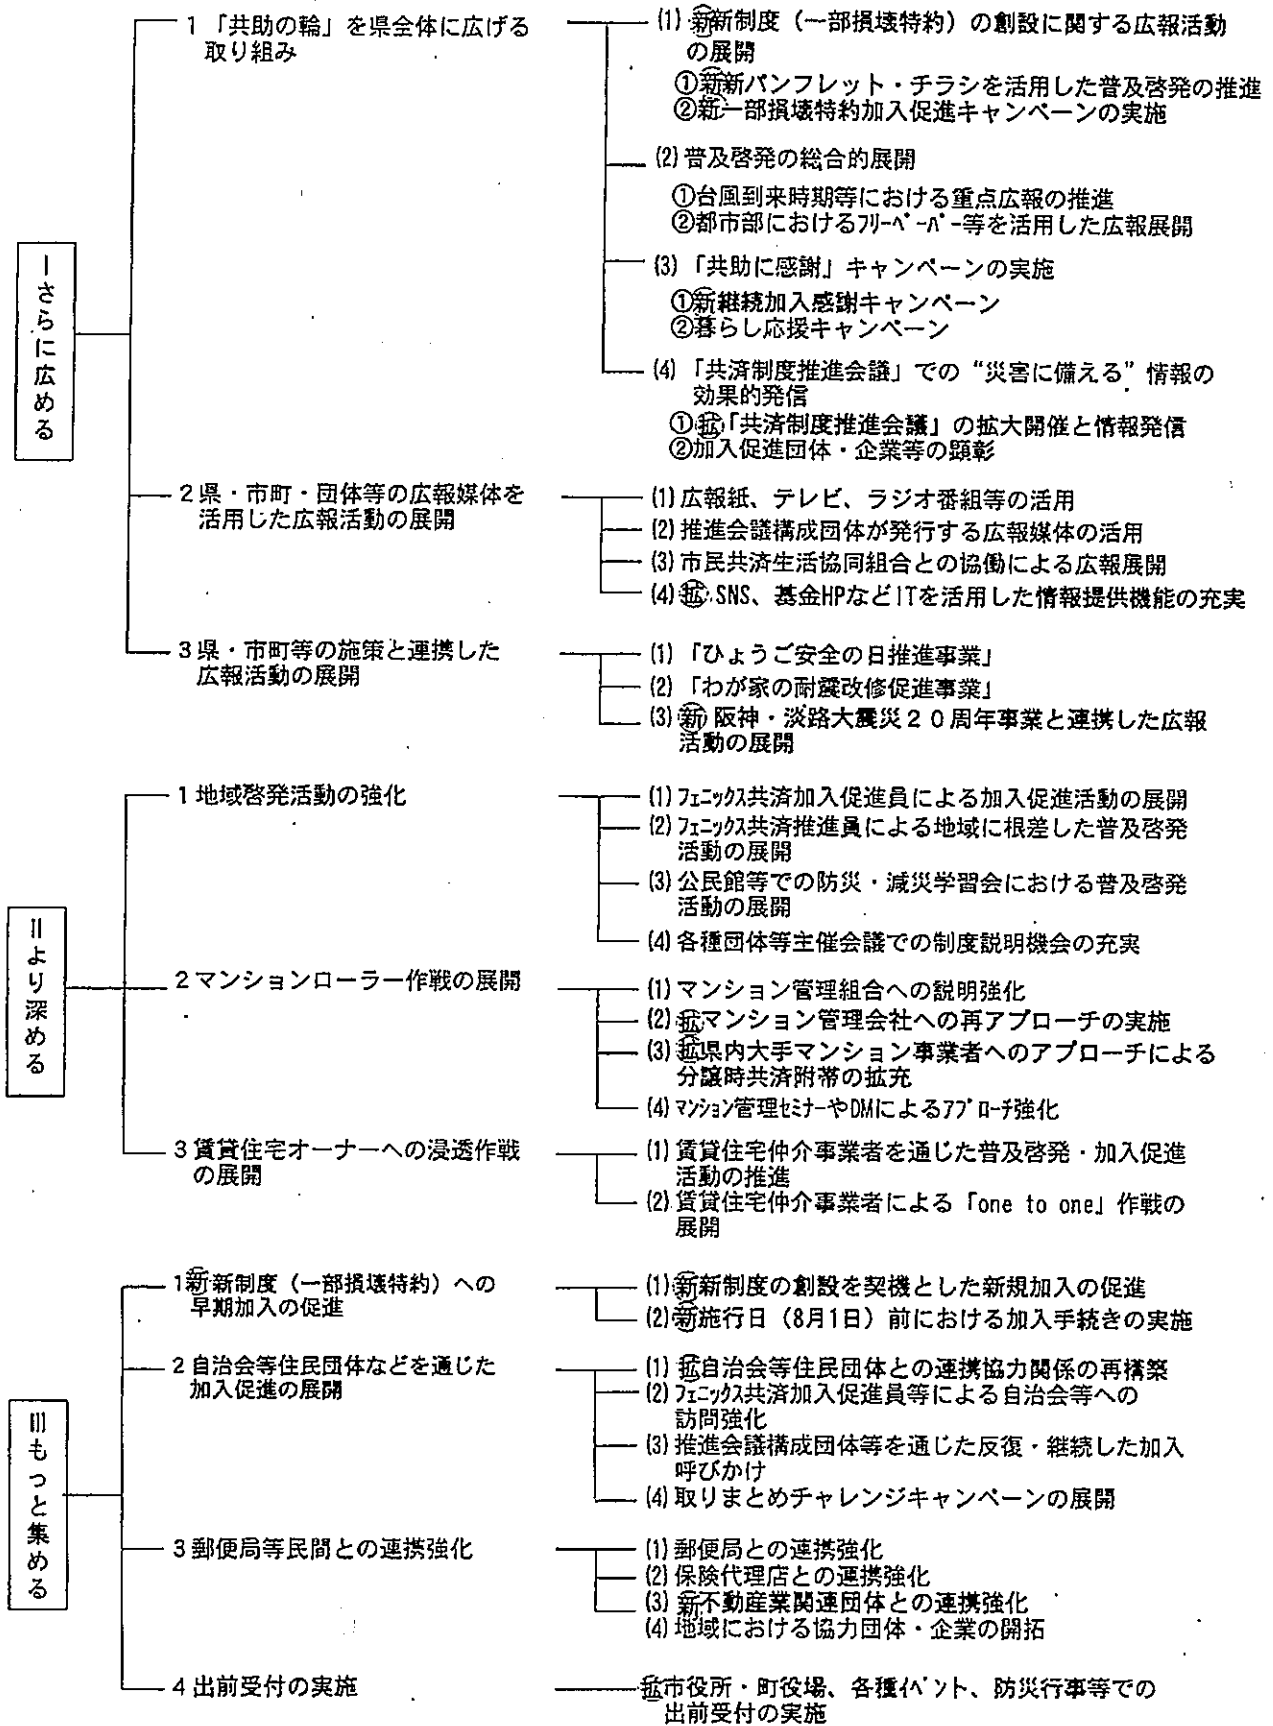 Ⅰさらに広める
1「共助の輪」を県全体に広げる
取り組み
(1) ㊟新制度（一部損壊特約）の創設に関する広報活動
の展開
①新新パンフレット・チラシを活用した普及啓発の推進
②新一部損壊特約加入促進キャンペーンの実施
(2) 普及啓発の総合的展開
①台風到来時期等における重点広報の推進
②都市部におけるフリーペーパー等を活用した広報展開
(3) 「共助に感謝」キャンペーンの実施
①新継続加入感謝キャンペーン
②暮らし応援キャンペーン
(4) 「共済制度推進会議」での“災害に備える”情報の
効果的発信
①拡「共済制度推進会議」の拡大開催と情報発信
②加入促進団体・企業等の顕彰
2 県・市町・団体等の広報媒体を
活用じた広報活動の展開
(1) 広報紙、テレビ、ラジオ番組等の活用
(2) 推進会議構成団体が発行する広報媒体の活用
(3) 市民共済生活協同組合との協働による広報展開
(4) 拡 SNS、基金HPなどITを活用した情報提供機能の充実
3 県・市町等の施策と連携した
広報活動の展開
(1) 「ひょうご安全の日推進事業」
(2) 「わが家の耐震改修促進事業」
(3) 新 阪神・淡路大震災２０周年事業と連携した広報
活動の展開
Ⅱより深める
1 地域啓発活動の強化
(1) フェニックス共済加入促進員による加入促進活動の展開
(2) フェニックス共済推進員による地域に根差した普及啓発
活動の展開
(3) 公民館等での防災・減災学習会における普及啓発
活動の展開
(4) 各種団体等主催会議での制度説明機会の充実
2 マンションローラー作戦の展開
(1) マンション管理組合への説明強化
(2) 拡マンション管理会社への再アプローチの実施
(3) 拡県内大手マンション事業者へのアプローチによる
分譲時共済附帯の拡充
(4) マンション管理セミナーやDMによるアプローチ強化
3 賃貸住宅オーナーへの浸透作戦
の展開
(1) 賃貸住宅仲介事業者を通じた普及啓発・加入促進
活動の推進
(2) 賃貸住宅仲介事業者による「one to one」作戦の
展開
Ⅲもっと集める
1新新制度（一部損壊特約）への
早期加入の促進
(1) 新新制度の創設を契機とした新規加入の促進
(2) 新施行日（8月1日）前における加入手続きの実施
2 自治会等住民団体などを通じた
加入促進の展開
(1) 拡自治会等住民団体との連携協力関係の再構築
(2) フェニックス共済加入促進員等による自治会等への
訪問強化
(3) 推進会議構成団体等を通じた反復・継続した加入
呼びかけ
(4) 取りまとめチャレンジキャンペーンの展開
3 郵便局等民間との連携強化
(1) 郵便局との連携強化
(2) 保険代理店との連携強化
(3) 新不動産業関連団体との連携強化
(4) 地域における協力団体・企業の開拓
4 出前受付の実施
拡市役所・町役場、各種イベント、防災行事等での
出前受付の実施